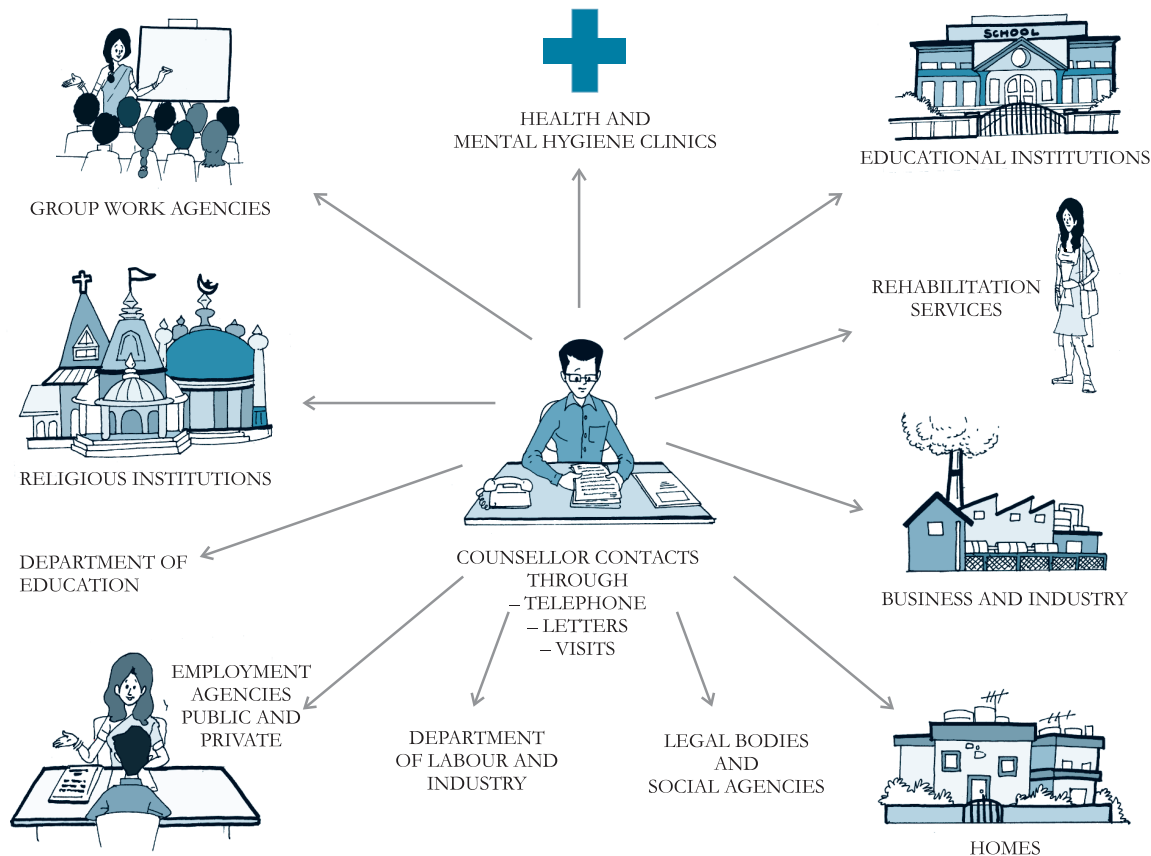 SCHOOL
HEALTH AND
MENTAL HYGIENE CLINICS
EDUCATIONAL INSTITUTIONS
GROUP WORK AGENCIES
REHABILITATION
SERVICES
RELIGIOUS INSTITUTIONS
DEPARTMENT OF
EDUCATION
COUNSELLOR CONTACTS
THROUGH
– TELEPHONE
– LETTERS
– VISITS
BUSINESS AND INDUSTRY
EMPLOYMENT
AGENCIES
PUBLIC AND
PRIVATE
DEPARTMENT
OF LABOUR AND
INDUSTRY
LEGAL BODIES
AND
SOCIAL AGENCIES
HOMES